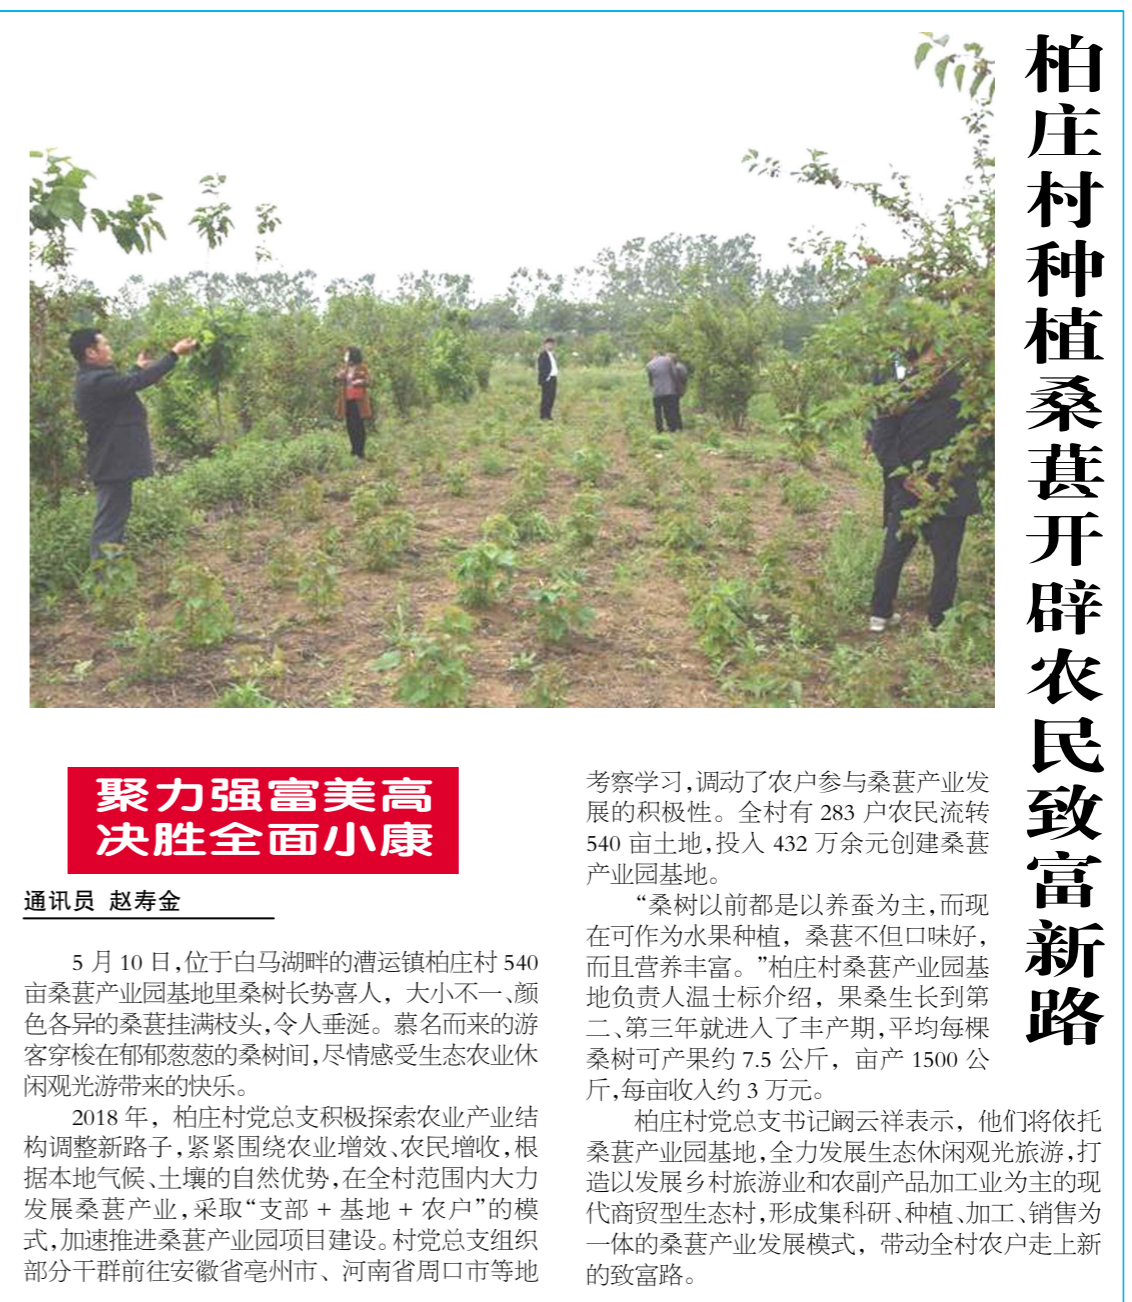 柏庄村种植桑葚开辟农民致富新路
聚力强富美高
决胜全面小康
通讯员 赵寿金
5 月 10 日,位于白马湖畔的漕运镇柏庄村 540
亩桑葚产业园基地里桑树长势喜人，大小不一、颜
色各异的桑葚挂满枝头,令人垂涎。慕名而来的游
客穿梭在郁郁葱葱的桑树间,尽情感受生态农业休
闲观光游带来的快乐。
2018 年，柏庄村党总支积极探索农业产业结
构调整新路子,紧紧围绕农业增效、农民增收,根
据本地气候、土壤的自然优势,在全村范围内大力
发展桑葚产业,采取“支部 + 基地 + 农户”的模
式,加速推进桑葚产业园项目建设。村党总支组织
部分干群前往安徽省亳州市、河南省周口市等地
考察学习,调动了农户参与桑葚产业发
展的积极性。全村有 283 户农民流转
540 亩土地,投入 432 万余元创建桑葚
产业园基地。
“桑树以前都是以养蚕为主,而现
在可作为水果种植，桑葚不但口味好,
而且营养丰富。”柏庄村桑葚产业园基
地负责人温士标介绍，果桑生长到第
二、第三年就进入了丰产期,平均每棵
桑树可产果约 7.5 公斤，亩产 1500 公
斤,每亩收入约 3 万元。
柏庄村党总支书记阚云祥表示，他们将依托
桑葚产业园基地,全力发展生态休闲观光旅游,打
造以发展乡村旅游业和农副产品加工业为主的现
代商贸型生态村,形成集科研、种植、加工、销售为
一体的桑葚产业发展模式，带动全村农户走上新
的致富路。